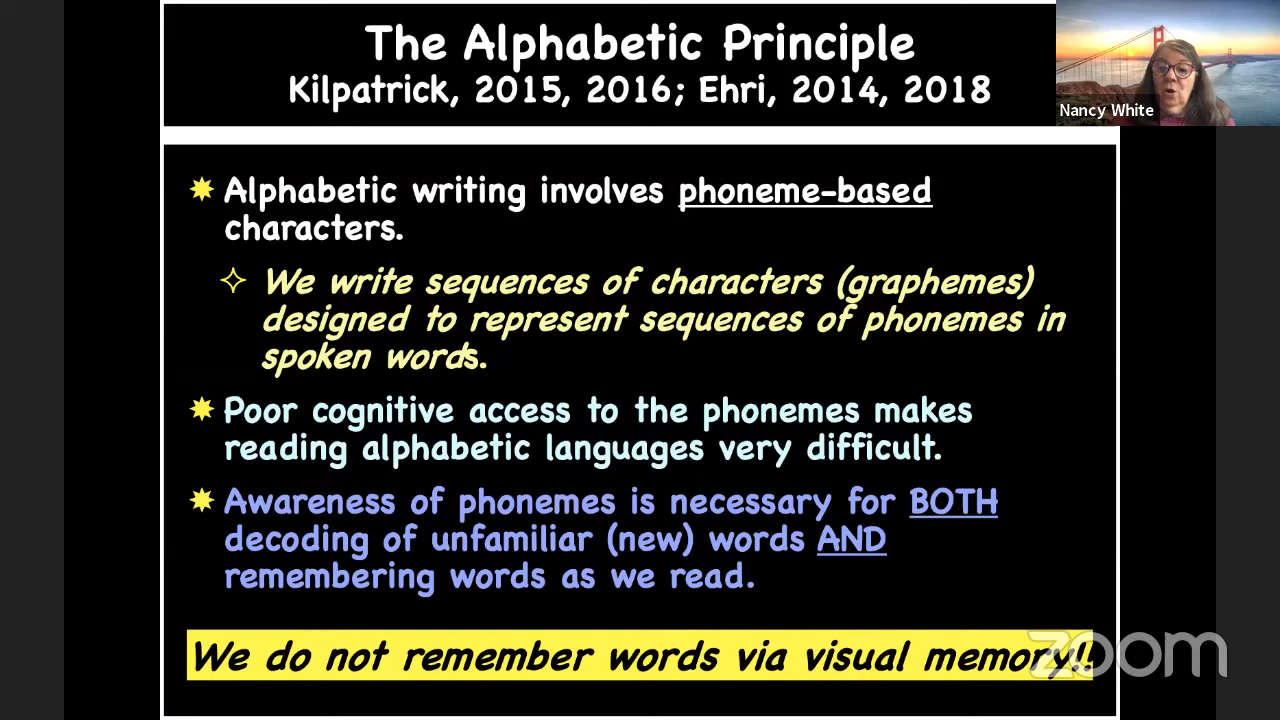 The Alphabetic Principle
Kilpatrick, 2015, 2016; Ehri, 2014, 2018
Nancy White
Alphabetic writing involves phoneme-based
characters.
We write sequences of characters (graphemes)
designed to represent sequences of phonemes in
spoken words.
Poor cognitive access to the phonemes makes
reading alphabetic languages very difficult.
Awareness of phonemes is necessary for BOTH
decoding of unfamiliar (new) words AND
remembering words as we read.
We do not remember words via visual memory!!
zoom